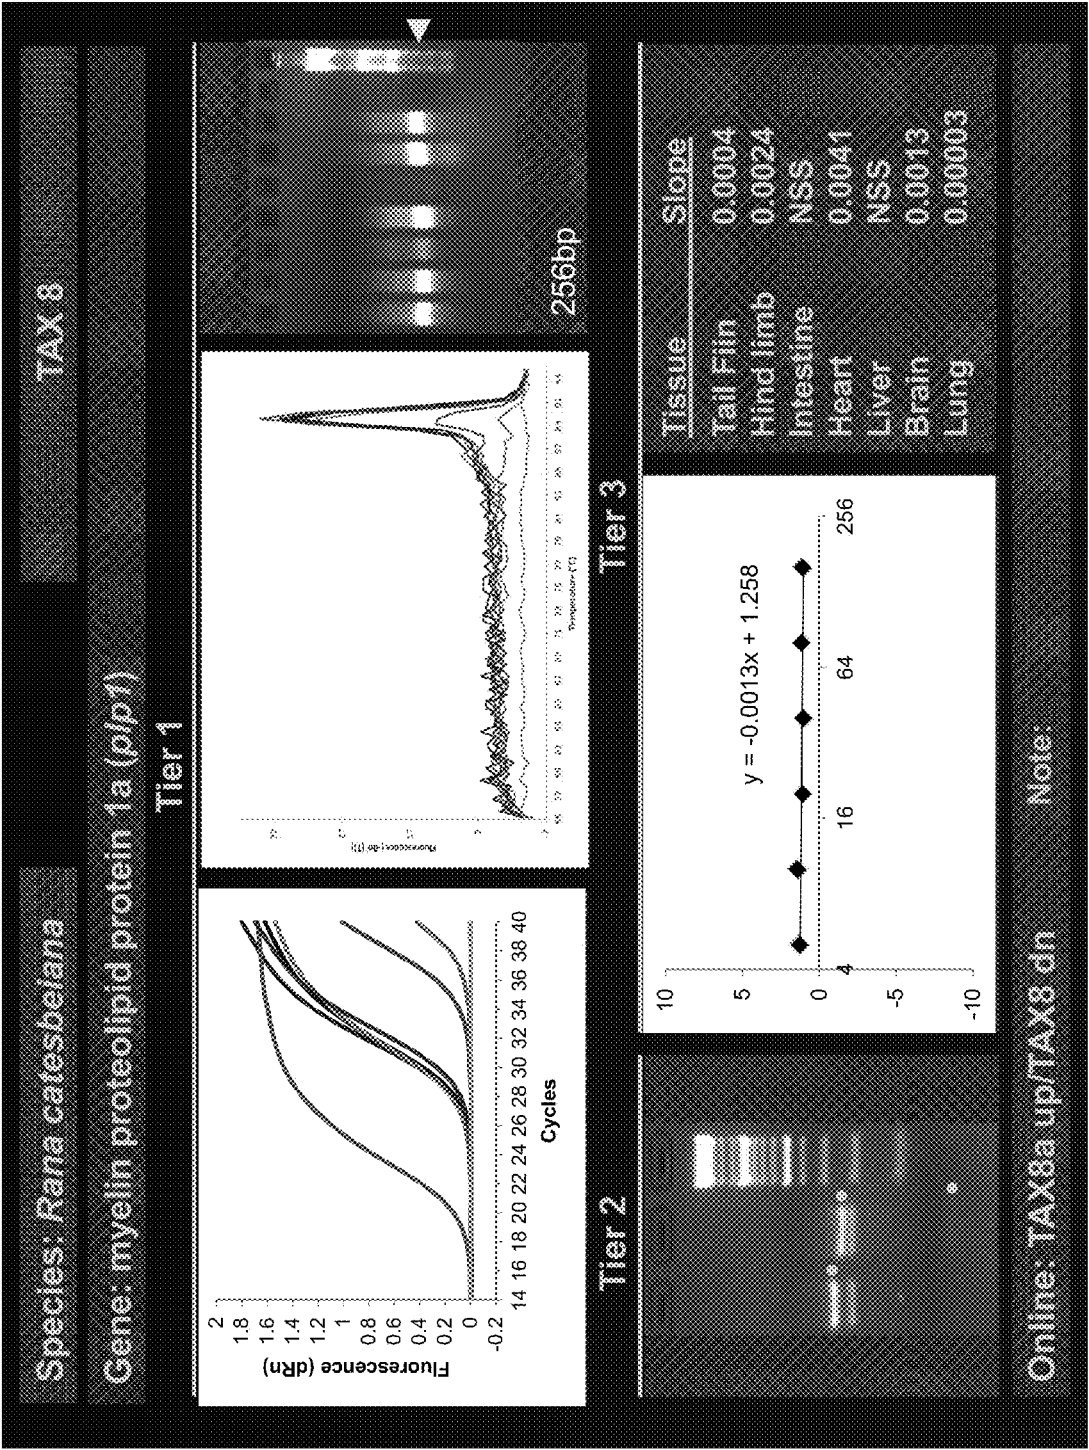 Species: Rana catesbeiana
TAX 8
Gene: myelin proteolipid protein 1a (plp1)
Tier 1
Fluorescence (dRn)
2
1.8
1.6
1.4
1.2
1
0.8
0.6
0.4
0.2
0
-0.2
14 16 18 20 22 24 26 28 30 32 34 36 38 40
Cycles
256bp
Tier 2
Tier 3
10
5
0
-5
-10
4 16 64 256
y = -0.0013x + 1.258
Tissue Slope
Tail Fiin 0.0004
Hind limb 0.0024
Intestine NSS
Heart 0.0041
Liver NSS
Brain 0.0013
Lung 0.00003
Online: TAX8a up/TAX8 dn Note: